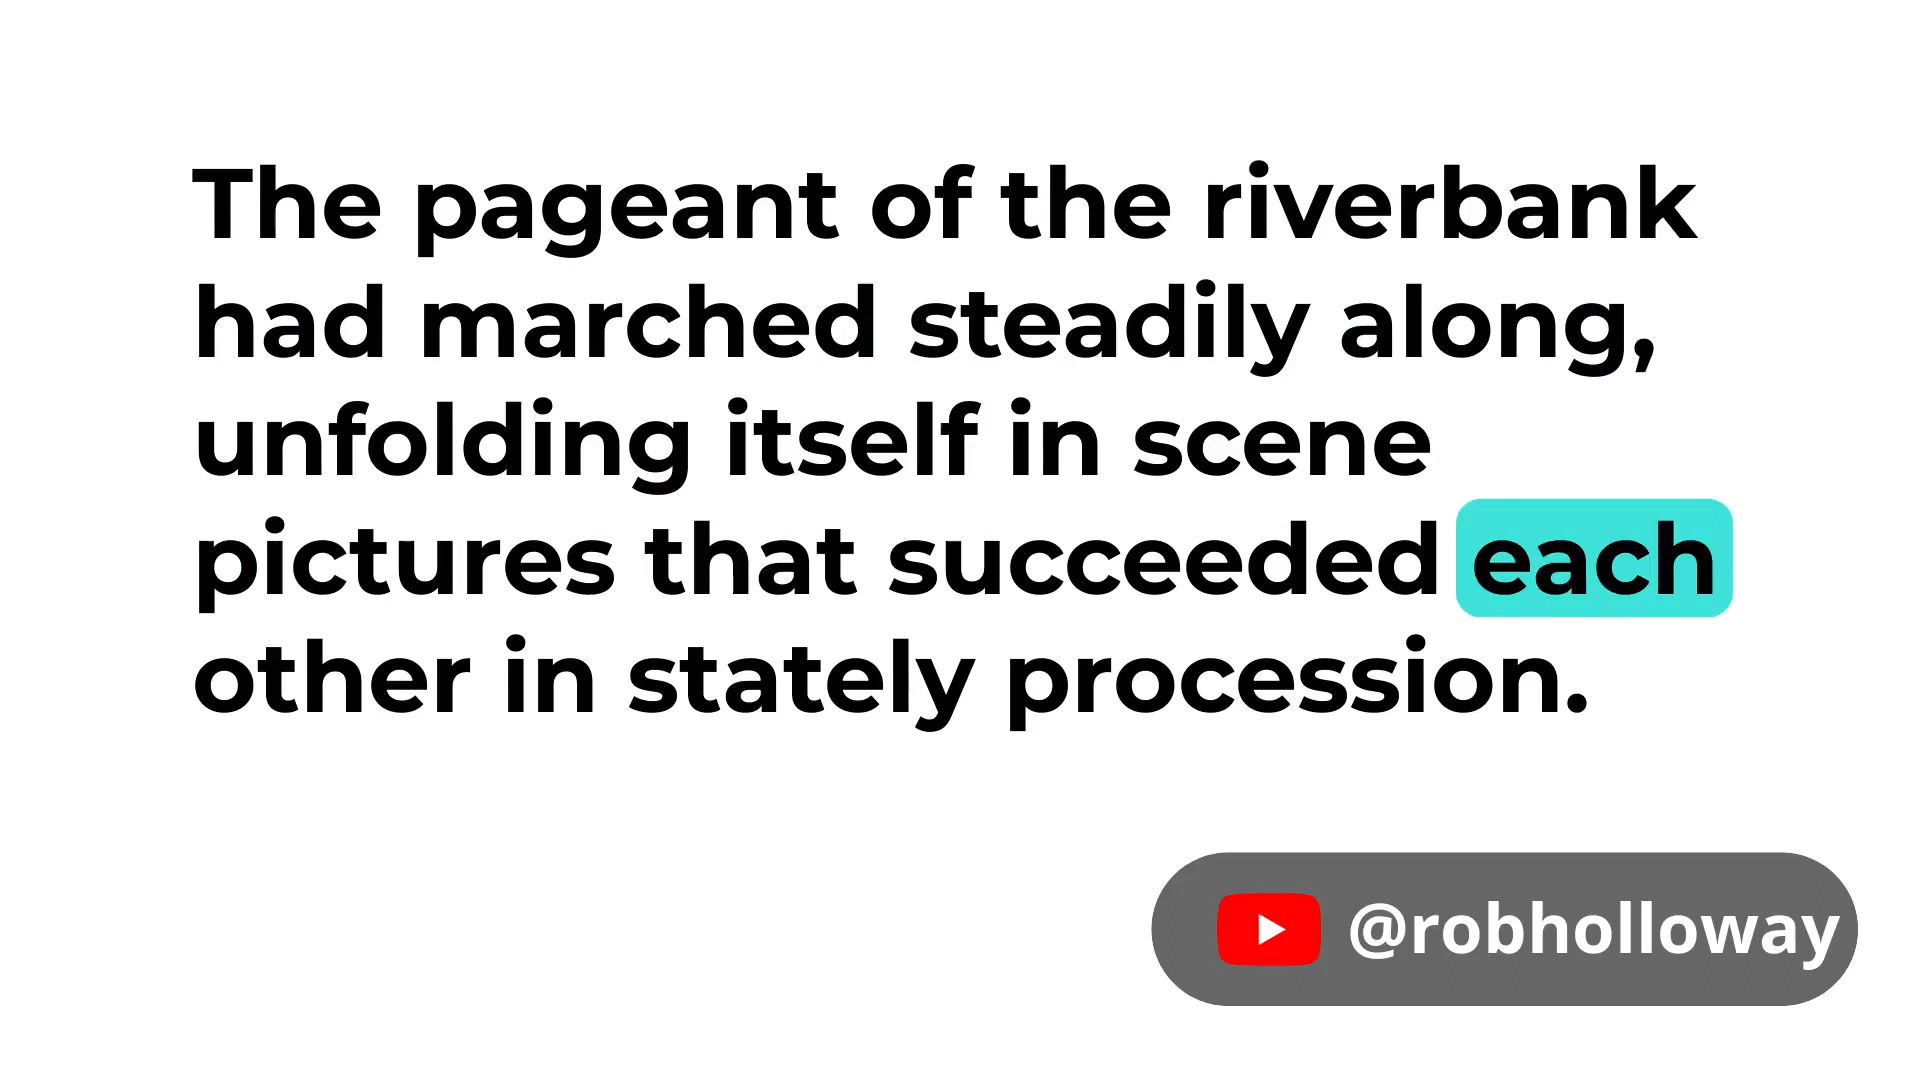 The pageant of the riverbank
had marched steadily along,
unfolding itself in scene
pictures that succeeded each
other in stately procession.
@robholloway